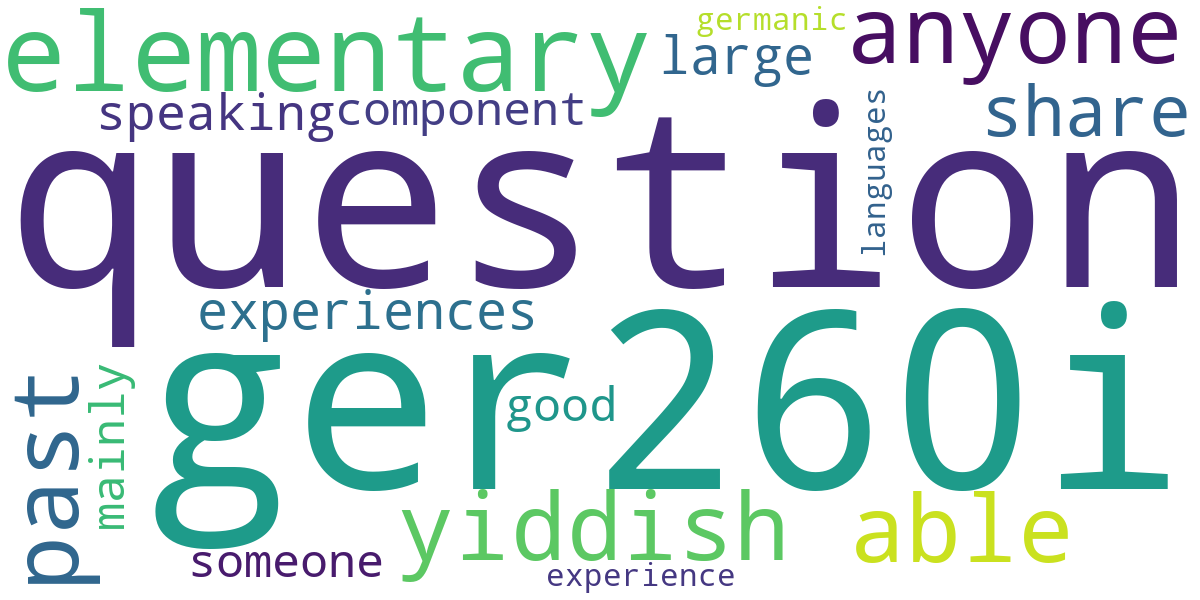 germanic
elementary
large
anyone
speaking
component
share
question
languages
experiences
ger260i
good
past
mainly
yiddish
able
someone
experience